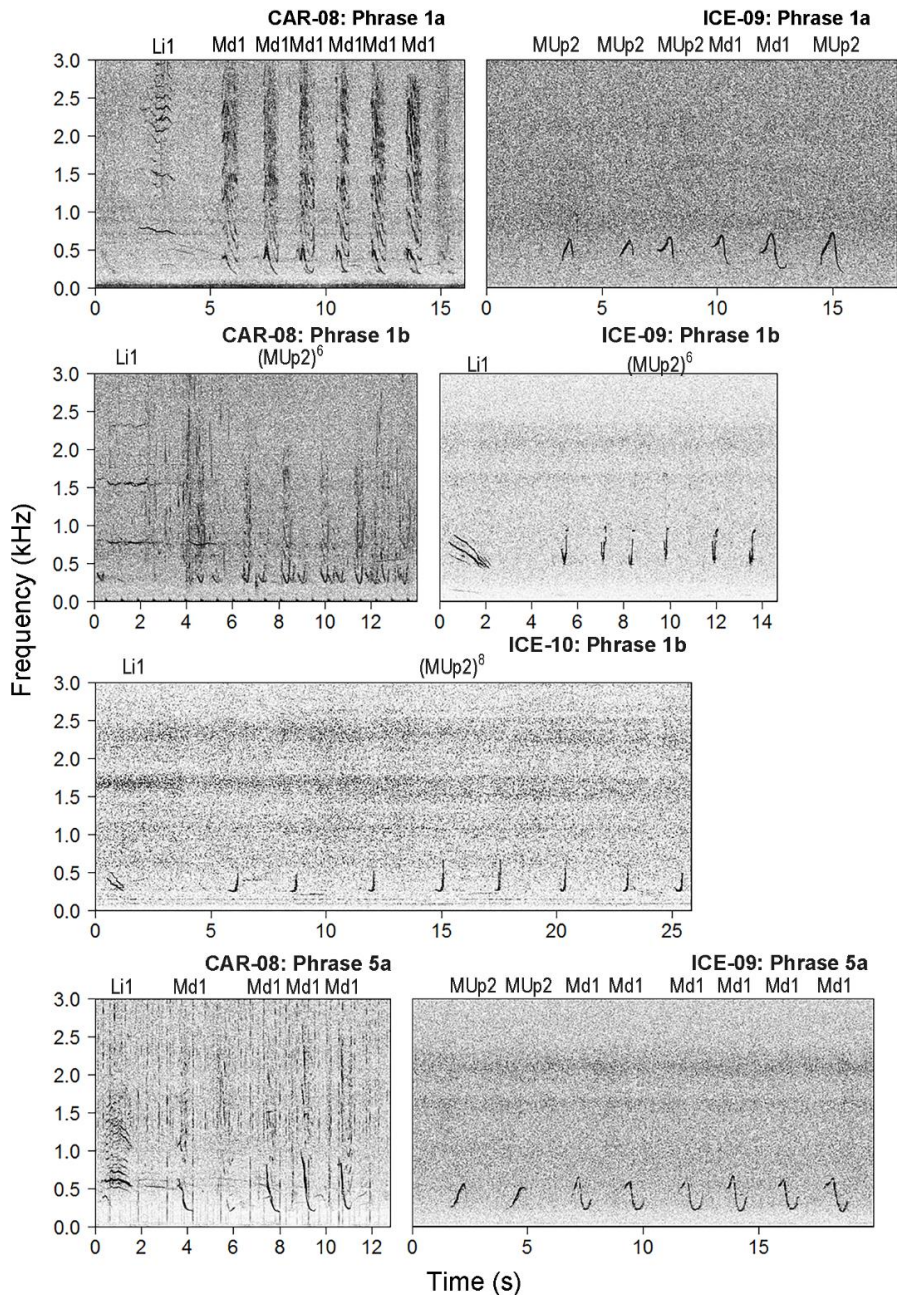 CAR-08: Phrase 1a
ICE-09: Phrase 1a
Li1 Md1 Md1Md1 Md1Md1 Md1
MUp2 MUp2 MUp2 Md1 Md1 MUp2
3.0
2.5
2.0
1.5
1.0
0.5
0.0
0 5 10 15
0 5 10 15
CAR-08: Phrase 1b
ICE-09: Phrase 1b
Li1 (MUp2)6
Li1 (MUp2)6
3.0
2.5
2.0
1.5
1.0
0.5
0.0
0 2 4 6 8 10 12
0 2 4 6 8 10 12 14
ICE-10: Phrase 1b
Li1 (MUp2)8
3.0
2.5
2.0
1.5
1.0
0.5
0.0
0 5 10 15 20 25
CAR-08: Phrase 5a
ICE-09: Phrase 5a
Li1 Md1 Md1 Md1 Md1
MUp2 MUp2 Md1 Md1 Md1 Md1 Md1 Md1
3.0
2.5
2.0
1.5
1.0
0.5
0.0
0 2 4 6 8 10 12
0 5 10 15
Frequency (kHz)
Time (s)